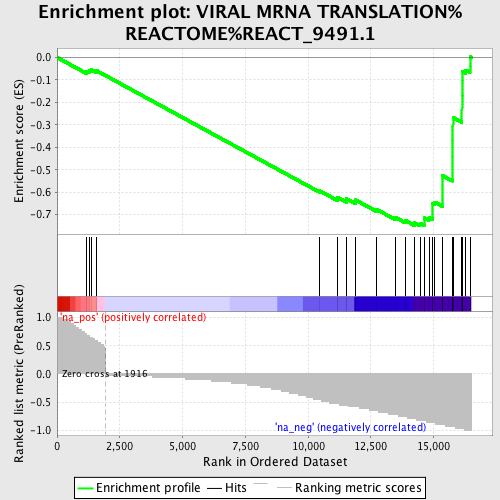 Enrichment plot: VIRAL MRNA TRANSLATION%
REACTOME%REACT_9491.1
Enrichment score (ES)
0.0
-0.1
-0.2
-0.3
-0.4
-0.5
-0.6
-0.7
'na_pos' (positively correlated)
Ranked list metric (PreRanked)
1.0
0.5
0.0
-0.5
-1.0
Zero cross at 1916
'na_neg' (negatively correlated)
0 2,500 5,000 7,500 10,000 12,500 15,000
Rank in Ordered Dataset
Enrichment profile Hits Ranking metric scores